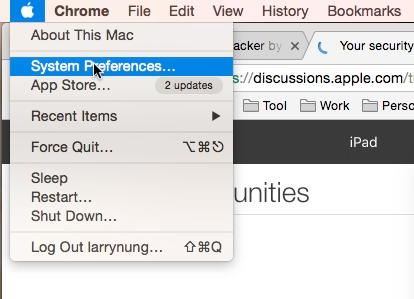 Chrome File Edit View History Bookmarks
About This Mac
System Preferences...
App Store... 2 updates
Recent Items ▶
Force Quit... ⌥⌘⎋
Sleep
Restart...
Shut Down...
Log Out larrynung... ⇧⌘Q
acker by
Your security
s://discussions.apple.com/t
Tool Work Perso
iPad
unities